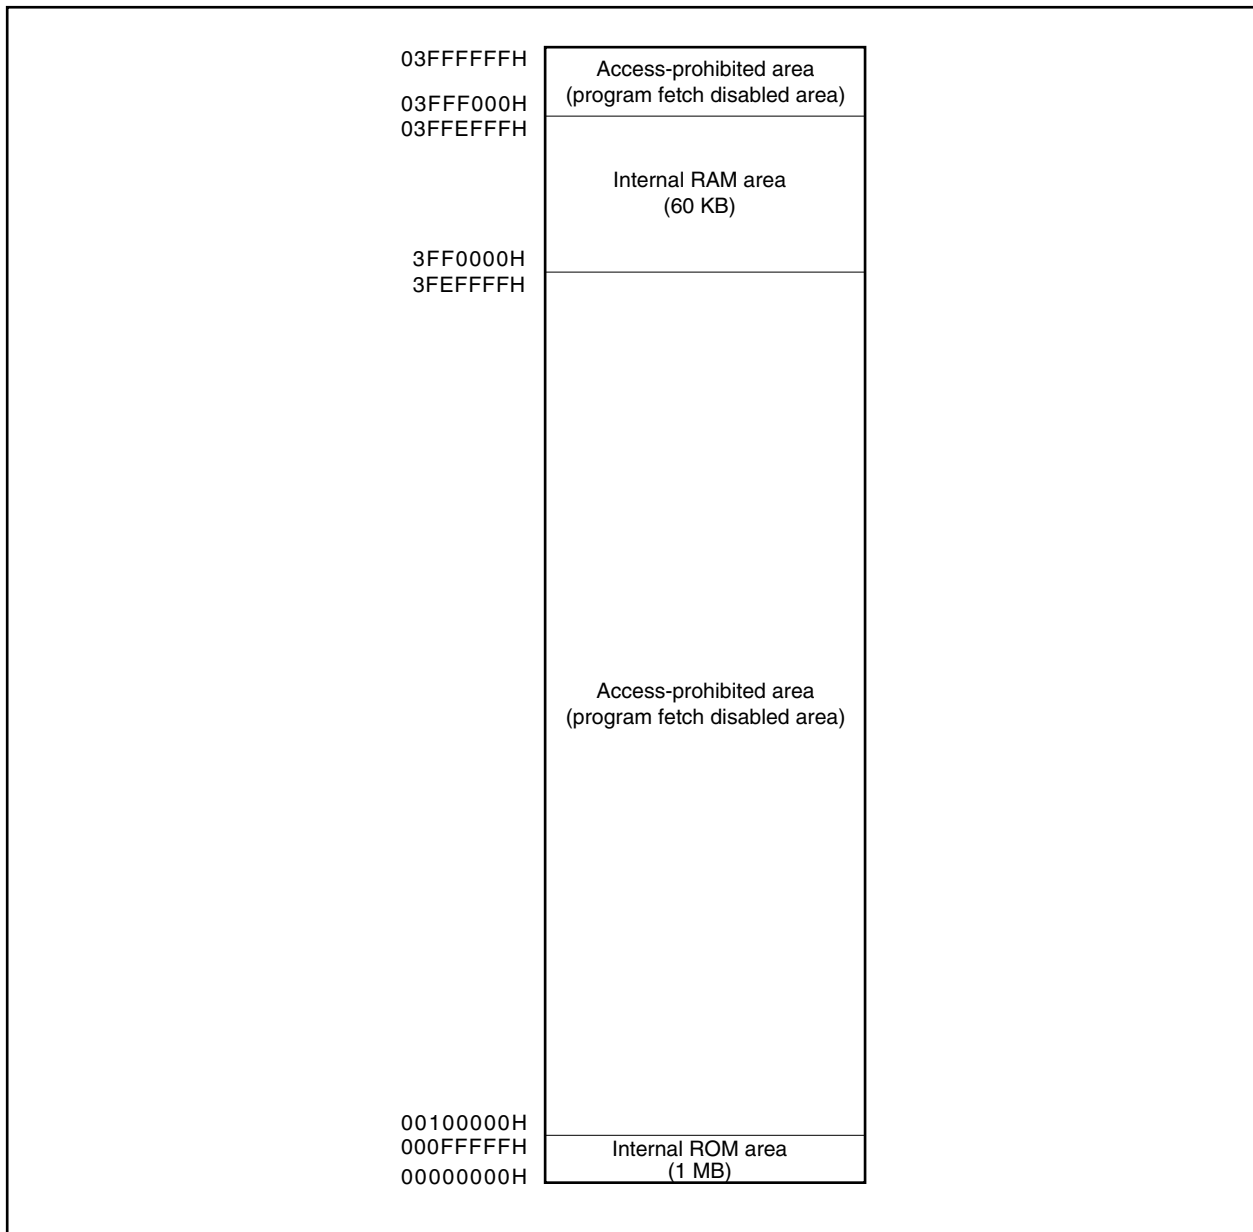 03FFFFFFH
Access-prohibited area
(program fetch disabled area)
03FFF000H
03FFEFFFH
Internal RAM area
(60 KB)
3FF0000H
3FEFFFFH
Access-prohibited area
(program fetch disabled area)
00100000H
000FFFFFH
Internal ROM area
(1 MB)
00000000H